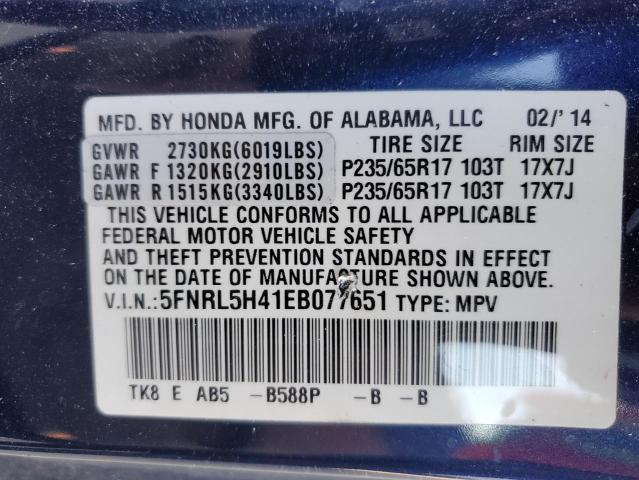 MFD. BY HONDA MFG. OF ALABAMA, LLC 02/'14
GVWR 2730KG(6019LBS) TIRE SIZE RIM SIZE
GAWR F 1320KG(2910LBS) P235/65R17 103T 17X7J
GAWR R 1515KG(3340LBS) P235/65R17 103T 17X7J
THIS VEHICLE CONFORMS TO ALL APPLICABLE
FEDERAL MOTOR VEHICLE SAFETY
AND THEFT PREVENTION STANDARDS IN EFFECT
ON THE DATE OF MANUFACTURE SHOWN ABOVE.
V.I.N.: 5FNRL5H41EB077651 TYPE: MPV
TK8 E AB5 -B588P -B -B